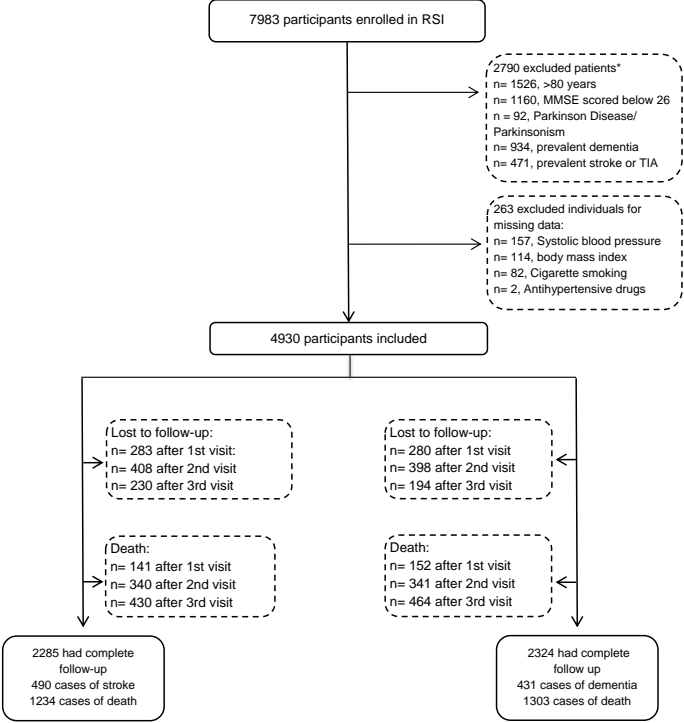 7983 participants enrolled in RSI
2790 excluded patients*
n= 1526, >80 years
n= 1160, MMSE scored below 26
n = 92, Parkinson Disease/
Parkinsonism
n= 934, prevalent dementia
n= 471, prevalent stroke or TIA
263 excluded individuals for
missing data:
n= 157, Systolic blood pressure
n= 114, body mass index
n= 82, Cigarette smoking
n= 2, Antihypertensive drugs
4930 participants included
Lost to follow-up:
n= 283 after 1st visit:
n= 408 after 2nd visit
n= 230 after 3rd visit
Lost to follow-up:
n= 280 after 1st visit
n= 398 after 2nd visit
n= 194 after 3rd visit
Death:
n= 141 after 1st visit
n= 340 after 2nd visit
n= 430 after 3rd visit
Death:
n= 152 after 1st visit
n= 341 after 2nd visit
n= 464 after 3rd visit
2285 had complete
follow-up
490 cases of stroke
1234 cases of death
2324 had complete
follow up
431 cases of dementia
1303 cases of death